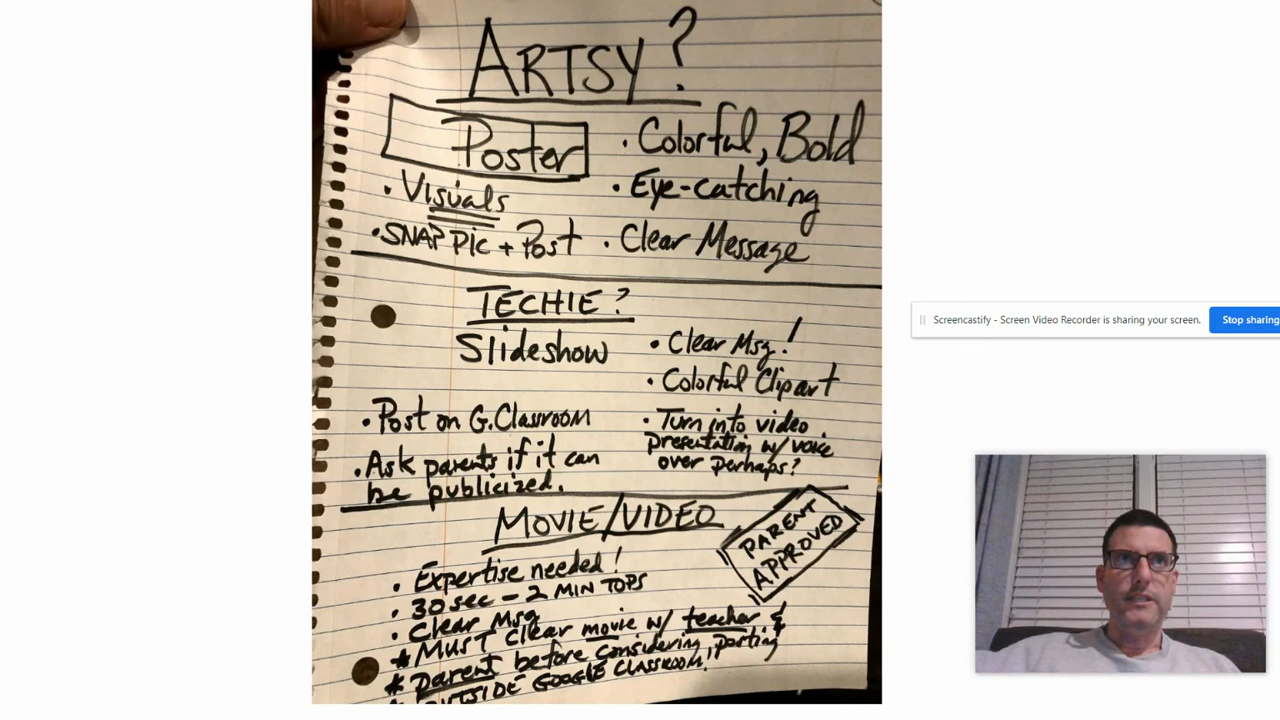 ARTSY?
Poster
• Visuals
• SNAP PIC + Post
• Colorful, Bold
• Eye-catching
• Clear Message
TECHIE?
Slideshow
• Post on G.Classroom
• Ask parents if it can
be publicized.
• Clear Msg!
• Colorful Clipart
• Turn into video
presentation w/ voice
over perhaps?
MOVIE/VIDEO
PARENT
APPROVED
• Expertise needed!
• 30 sec - 2 MIN TOPS
• Clear Msg
* MUST clear movie w/ teacher &
* parent before considering posting
* OUTSIDE GOOGLE CLASSROOM.
Screencastify - Screen Video Recorder is sharing your screen.
Stop sharing